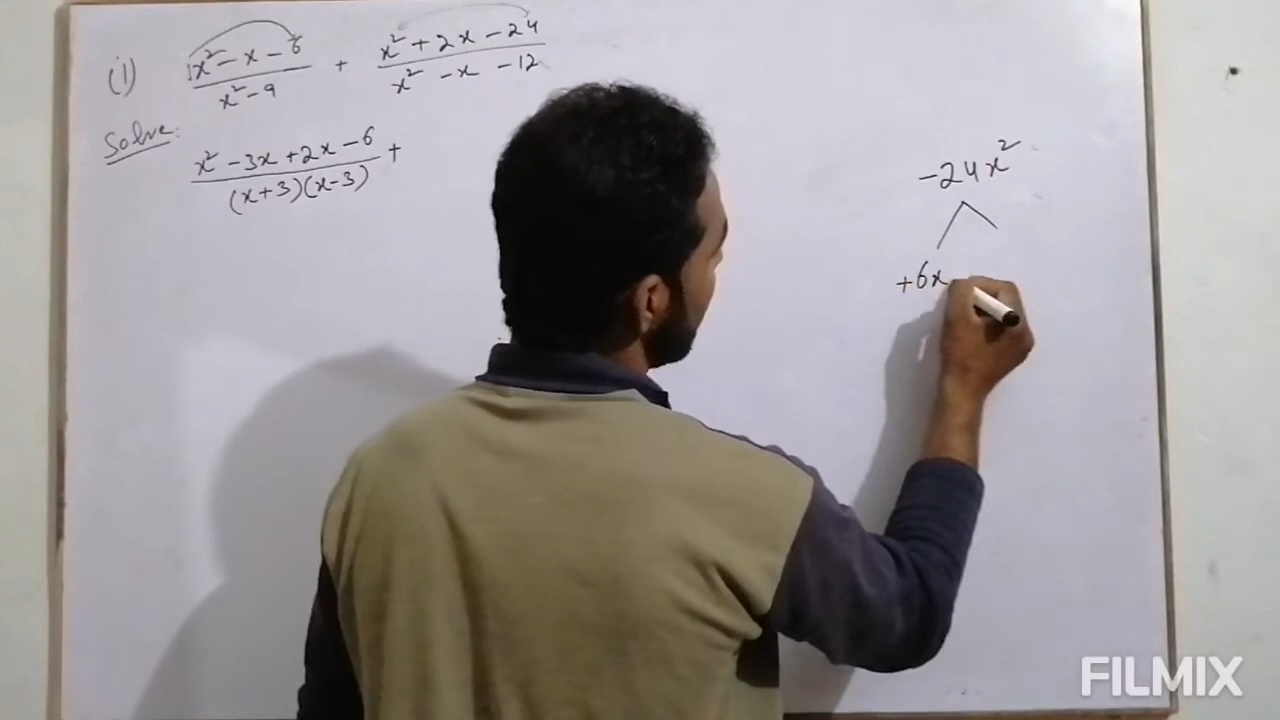 (i) x² - x - 6 / x² - 9 + x² + 2x - 24 / x² - x - 12
Solve:
x² - 3x + 2x - 6 / (x+3)(x-3) +
-24x²
+6x
FILMIX